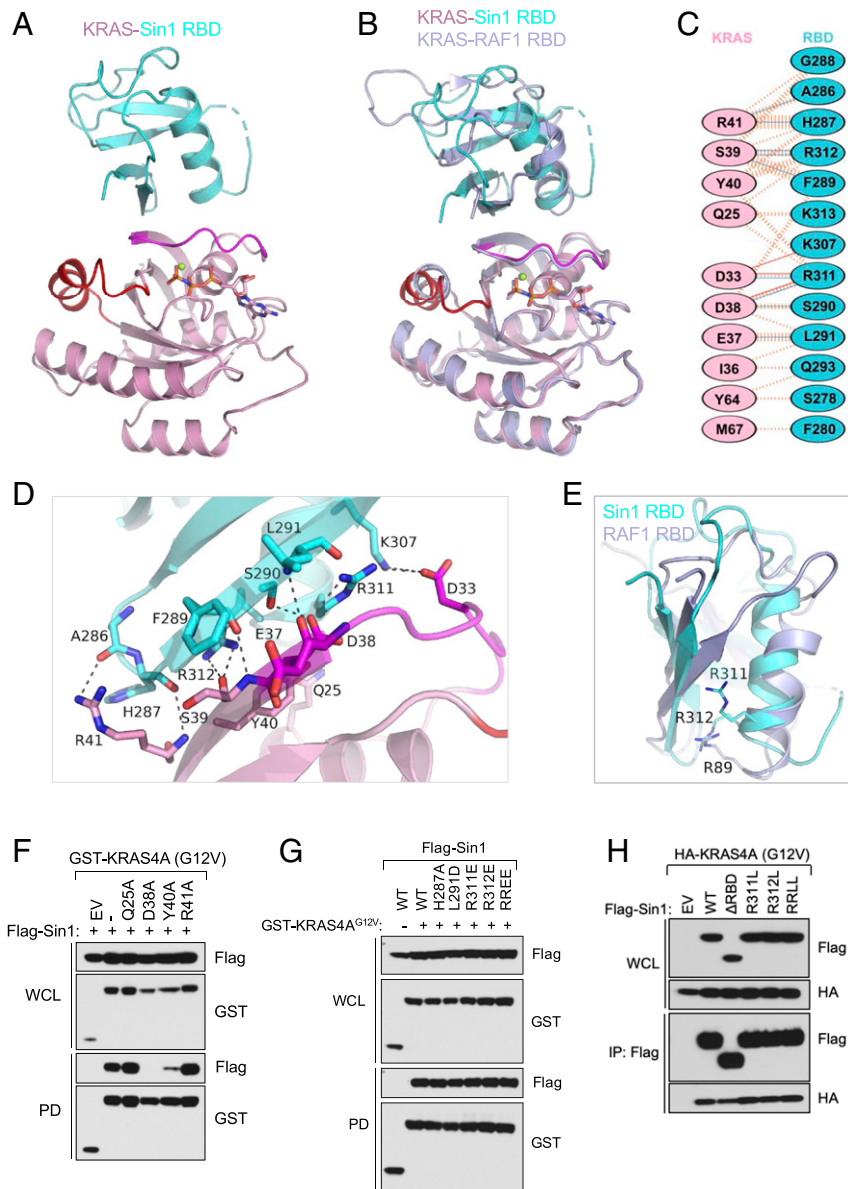 A
KRAS-Sin1 RBD
B
KRAS-Sin1 RBD
KRAS-RAF1 RBD
C
KRAS
RBD
G288
A286
R41
H287
S39
R312
Y40
F289
Q25
K313
K307
D33
R311
D38
S290
E37
L291
I36
Q293
Y64
S278
M67
F280
D
L291
K307
S290
R311
D33
F289
E37
D38
A286
R312
Q25
H287
S39
Y40
R41
E
Sin1 RBD
RAF1 RBD
R311
R312
R89
F
GST-KRAS4A (G12V)
EV
-
Q25A
D38A
Y40A
R41A
Flag-Sin1: + + + + + +
Flag
WCL
GST
Flag
PD
GST
G
Flag-Sin1
WT
WT
H287A
L291D
R311E
R312E
RREE
GST-KRAS4A^G12V: - + + + + + +
Flag
WCL
GST
Flag
PD
GST
H
HA-KRAS4A (G12V)
EV
WT
ΔRBD
R311L
R312L
RRLL
Flag-Sin1:
Flag
WCL
HA
Flag
IP: Flag
HA